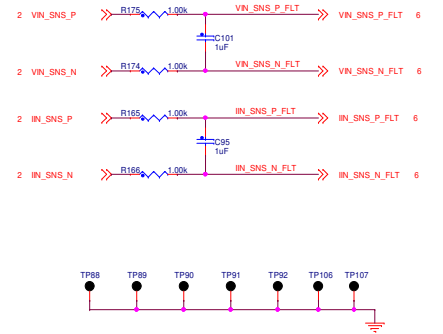 2 VIN_SNS_P R175 1.00k VIN_SNS_P_FLT VIN_SNS_P_FLT 6
C101
1uF
2 VIN_SNS_N R174 1.00k VIN_SNS_N_FLT VIN_SNS_N_FLT 6
2 IIN_SNS_P R165 1.00k IIN_SNS_P_FLT IIN_SNS_P_FLT 6
C95
1uF
2 IIN_SNS_N R166 1.00k IIN_SNS_N_FLT IIN_SNS_N_FLT 6
TP88 TP89 TP90 TP91 TP92 TP106 TP107